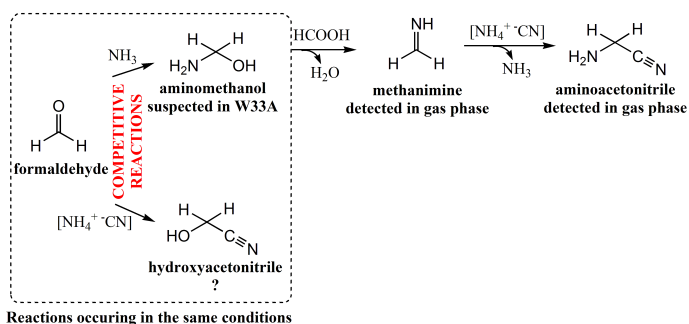 NH3
H H
H2N OH
aminomethanol
suspected in W33A
HCOOH
H2O
NH
H H
methanimine
detected in gas phase
[NH4+ -CN]
NH3
H H
H2N C≡N
aminoacetonitrile
detected in gas phase
O
H H
formaldehyde
COMPETITIVE
REACTIONS
[NH4+ -CN]
H H
HO C≡N
hydroxyacetonitrile
?
Reactions occuring in the same conditions